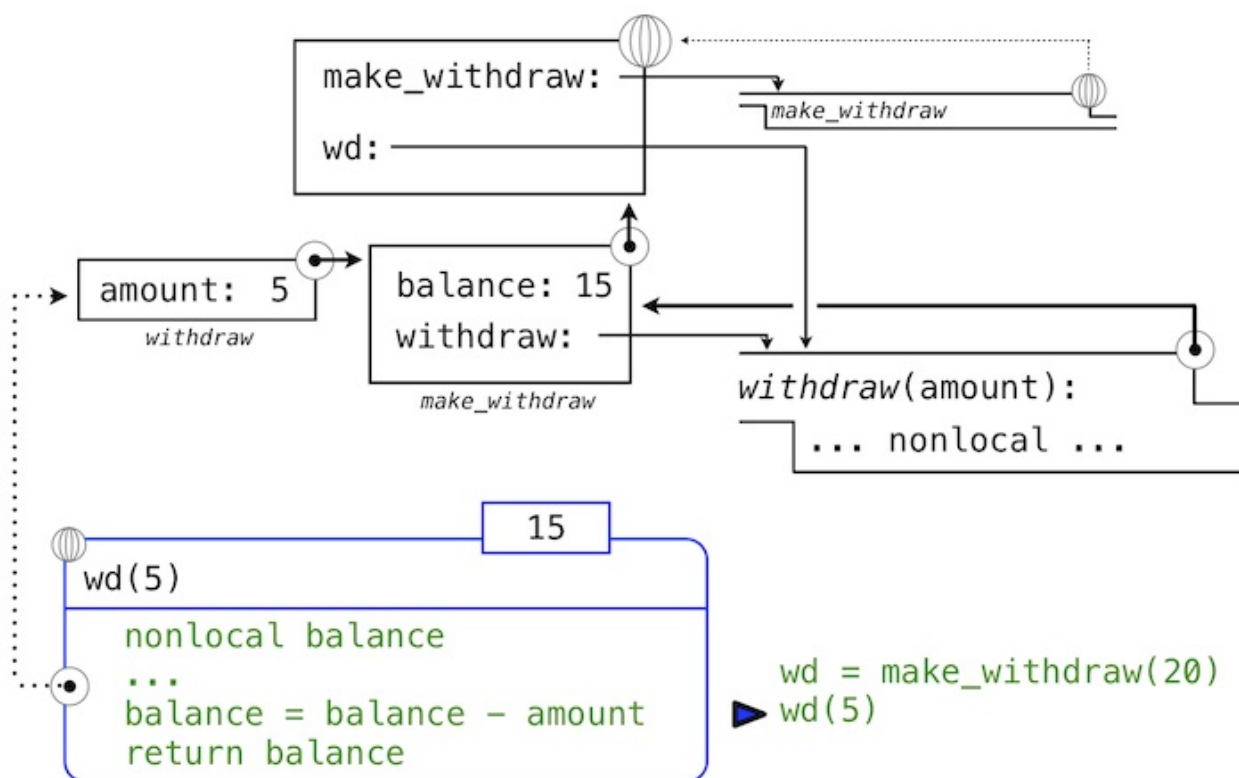 make_withdraw:
make_withdraw
wd:
amount: 5
withdraw
balance: 15
withdraw:
make_withdraw
withdraw(amount):
... nonlocal ...
15
wd(5)
nonlocal balance
...
balance = balance – amount
return balance
wd = make_withdraw(20)
wd(5)